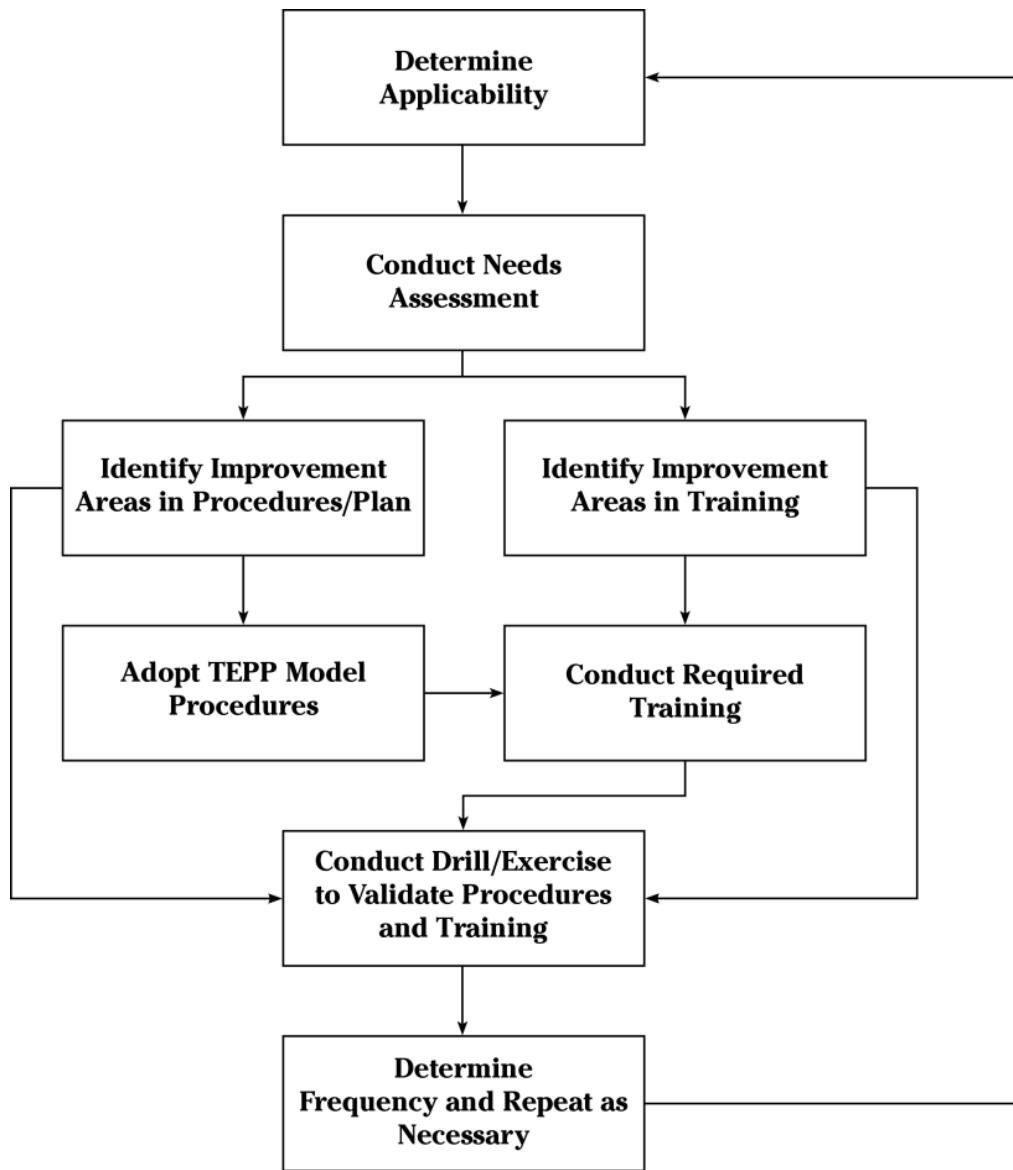 Determine
Applicability
Conduct Needs
Assessment
Identify Improvement
Areas in Procedures/Plan
Identify Improvement
Areas in Training
Adopt TEPP Model
Procedures
Conduct Required
Training
Conduct Drill/Exercise
to Validate Procedures
and Training
Determine
Frequency and Repeat as
Necessary